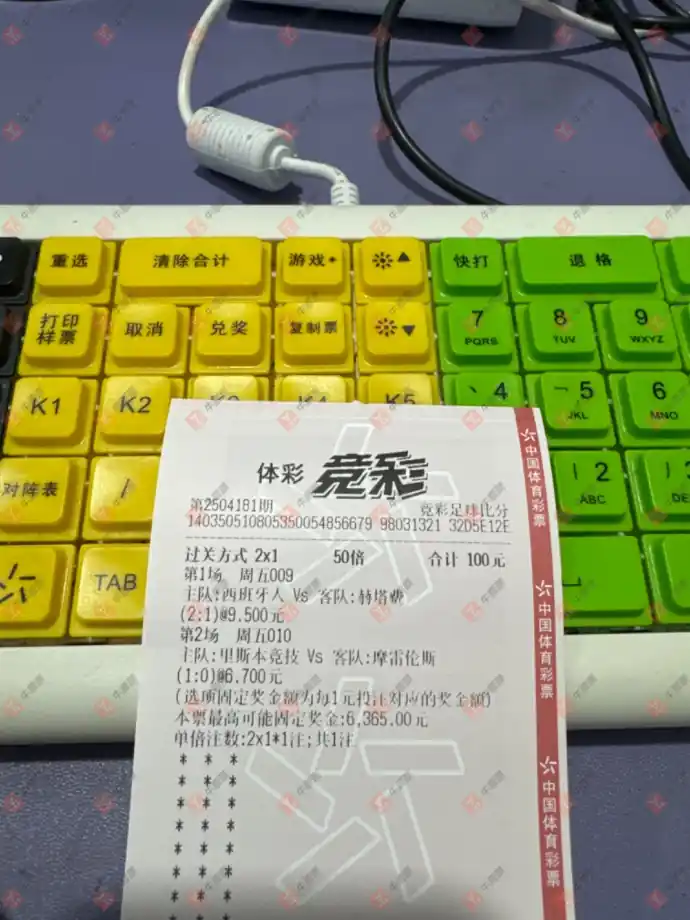 重选
清除合计
游戏
快打
退格
打印
样票
取消
兑奖
复制票
7
PQRS
8
TUV
9
WXYZ
K1
K2
K4
K5
4
5
JKL
6
MNO
对阵表
/
2
ABC
TAB
体彩 竞彩
第2504181期
竞彩足球比分
140350510805350054856679 98031321 32D5E12E
过关方式 2x1 50倍 合计 100元
第1场 周五009
主队:西班牙人 Vs 客队:赫塔费
(2:1)@9.500元
第2场 周五010
主队:里斯本竞技 Vs 客队:摩雷伦斯
(1:0)@6.700元
(选项固定奖金额为每1元投注对应的奖金额)
本票最高可能固定奖金:6,365.00元
单倍注数:2x1*1注;共1注
* * *
* * *
* * *
* * *
* * *
* * *
* * *
* * *
中国体育彩票
中国体育彩票
中国体育彩票